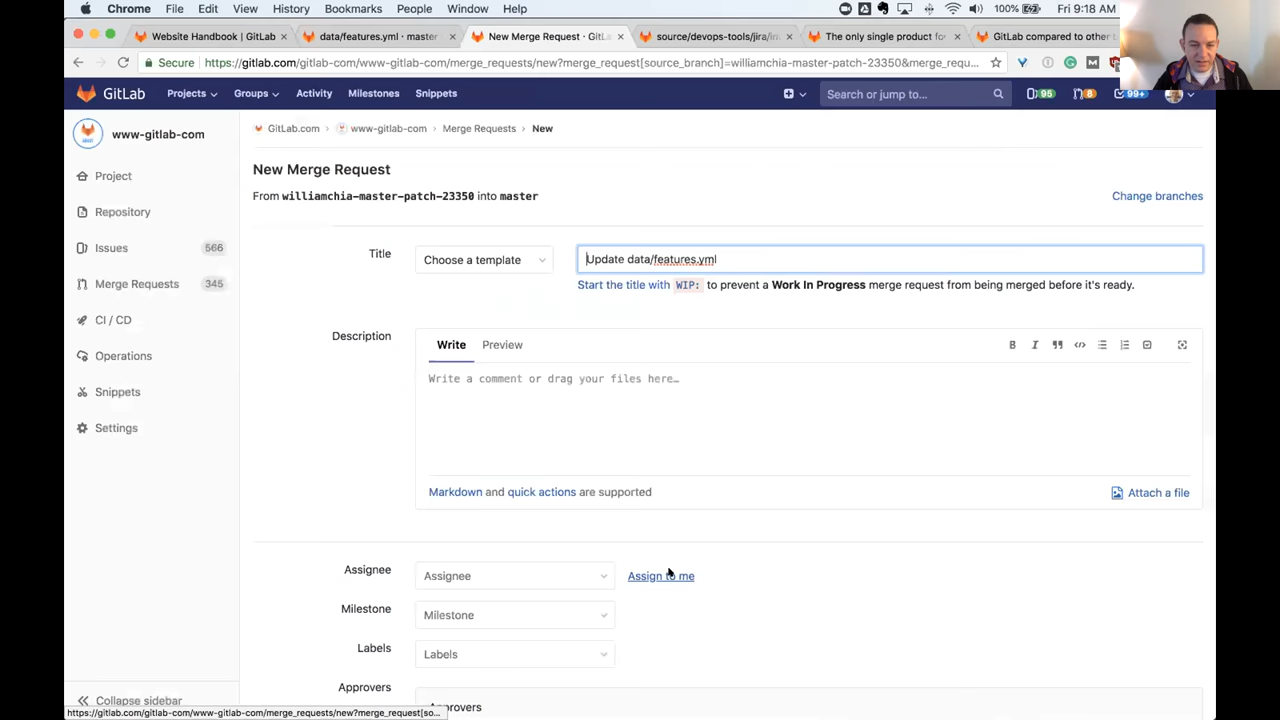 Chrome File Edit View History Bookmarks People Window Help 100% Fri 9:18 AM
Website Handbook | GitLab × data/features.yml · master × New Merge Request · GitL × source/devops-tools/jira/in × The only single product fo × GitLab compared to other t
Secure https://gitlab.com/gitlab-com/www-gitlab-com/merge_requests/new?merge_request[source_branch]=williamchia-master-patch-23350&merge_requ...
GitLab Projects Groups Activity Milestones Snippets Search or jump to... 95 8 99+
www-gitlab-com
GitLab.com › www-gitlab-com › Merge Requests › New
Project
Repository
Issues 566
Merge Requests 345
CI / CD
Operations
Snippets
Settings
Collapse sidebar
New Merge Request
From williamchia-master-patch-23350 into master Change branches
Title Choose a template Update data/features.yml
Start the title with WIP: to prevent a Work In Progress merge request from being merged before it's ready.
Description Write Preview
Write a comment or drag your files here…
Markdown and quick actions are supported Attach a file
Assignee Assignee Assign to me
Milestone Milestone
Labels Labels
Approvers
Approvers
https://gitlab.com/gitlab-com/www-gitlab-com/merge_requests/new?merge_request[so...